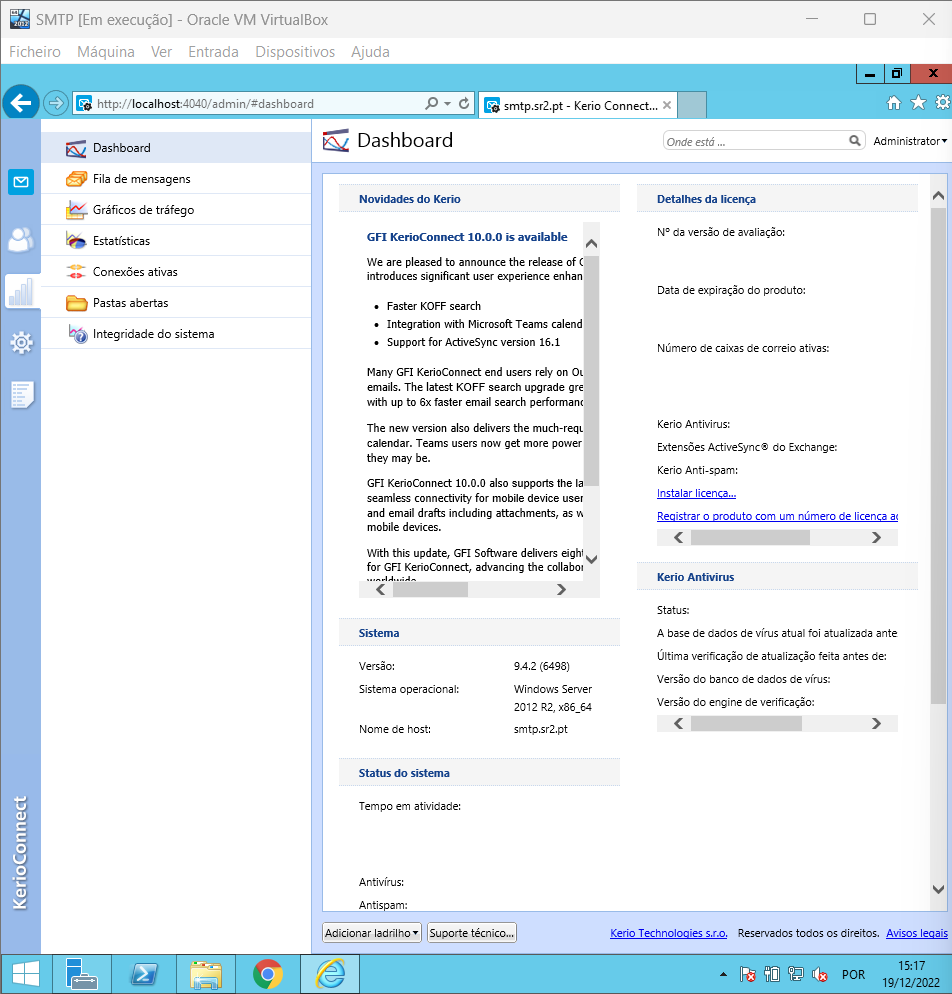 SMTP [Em execução] - Oracle VM VirtualBox
Ficheiro Máquina Ver Entrada Dispositivos Ajuda
http://localhost:4040/admin/#dashboard
smtp.sr2.pt - Kerio Connect...
Dashboard
Fila de mensagens
Gráficos de tráfego
Estatísticas
Conexões ativas
Pastas abertas
Integridade do sistema
KerioConnect
Dashboard
Onde está ...
Administrator
Novidades do Kerio
GFI KerioConnect 10.0.0 is available
We are pleased to announce the release of
introduces significant user experience enhan
• Faster KOFF search
• Integration with Microsoft Teams calend
• Support for ActiveSync version 16.1
Many GFI KerioConnect end users rely on Ou
emails. The latest KOFF search upgrade gre
with up to 6x faster email search performanc
The new version also delivers the much-requ
calendar. Teams users now get more power
they may be.
GFI KerioConnect 10.0.0 also supports the la
seamless connectivity for mobile device user
and email drafts including attachments, as w
mobile devices.
With this update, GFI Software delivers eight
for GFI KerioConnect, advancing the collabor
worldwide
Sistema
Versão: 9.4.2 (6498)
Sistema operacional: Windows Server
2012 R2, x86_64
Nome de host: smtp.sr2.pt
Status do sistema
Tempo em atividade:
Antivírus:
Antispam:
Detalhes da licença
Nº da versão de avaliação:
Data de expiração do produto:
Número de caixas de correio ativas:
Kerio Antivirus:
Extensões ActiveSync® do Exchange:
Kerio Anti-spam:
Instalar licença...
Registrar o produto com um número de licença ad
Kerio Antivirus
Status:
A base de dados de vírus atual foi atualizada ante
Última verificação de atualização feita antes de:
Versão do banco de dados de vírus:
Versão do engine de verificação:
Adicionar ladrilho
Suporte técnico...
Kerio Technologies s.r.o. Reservados todos os direitos. Avisos legais
POR
15:17
19/12/2022